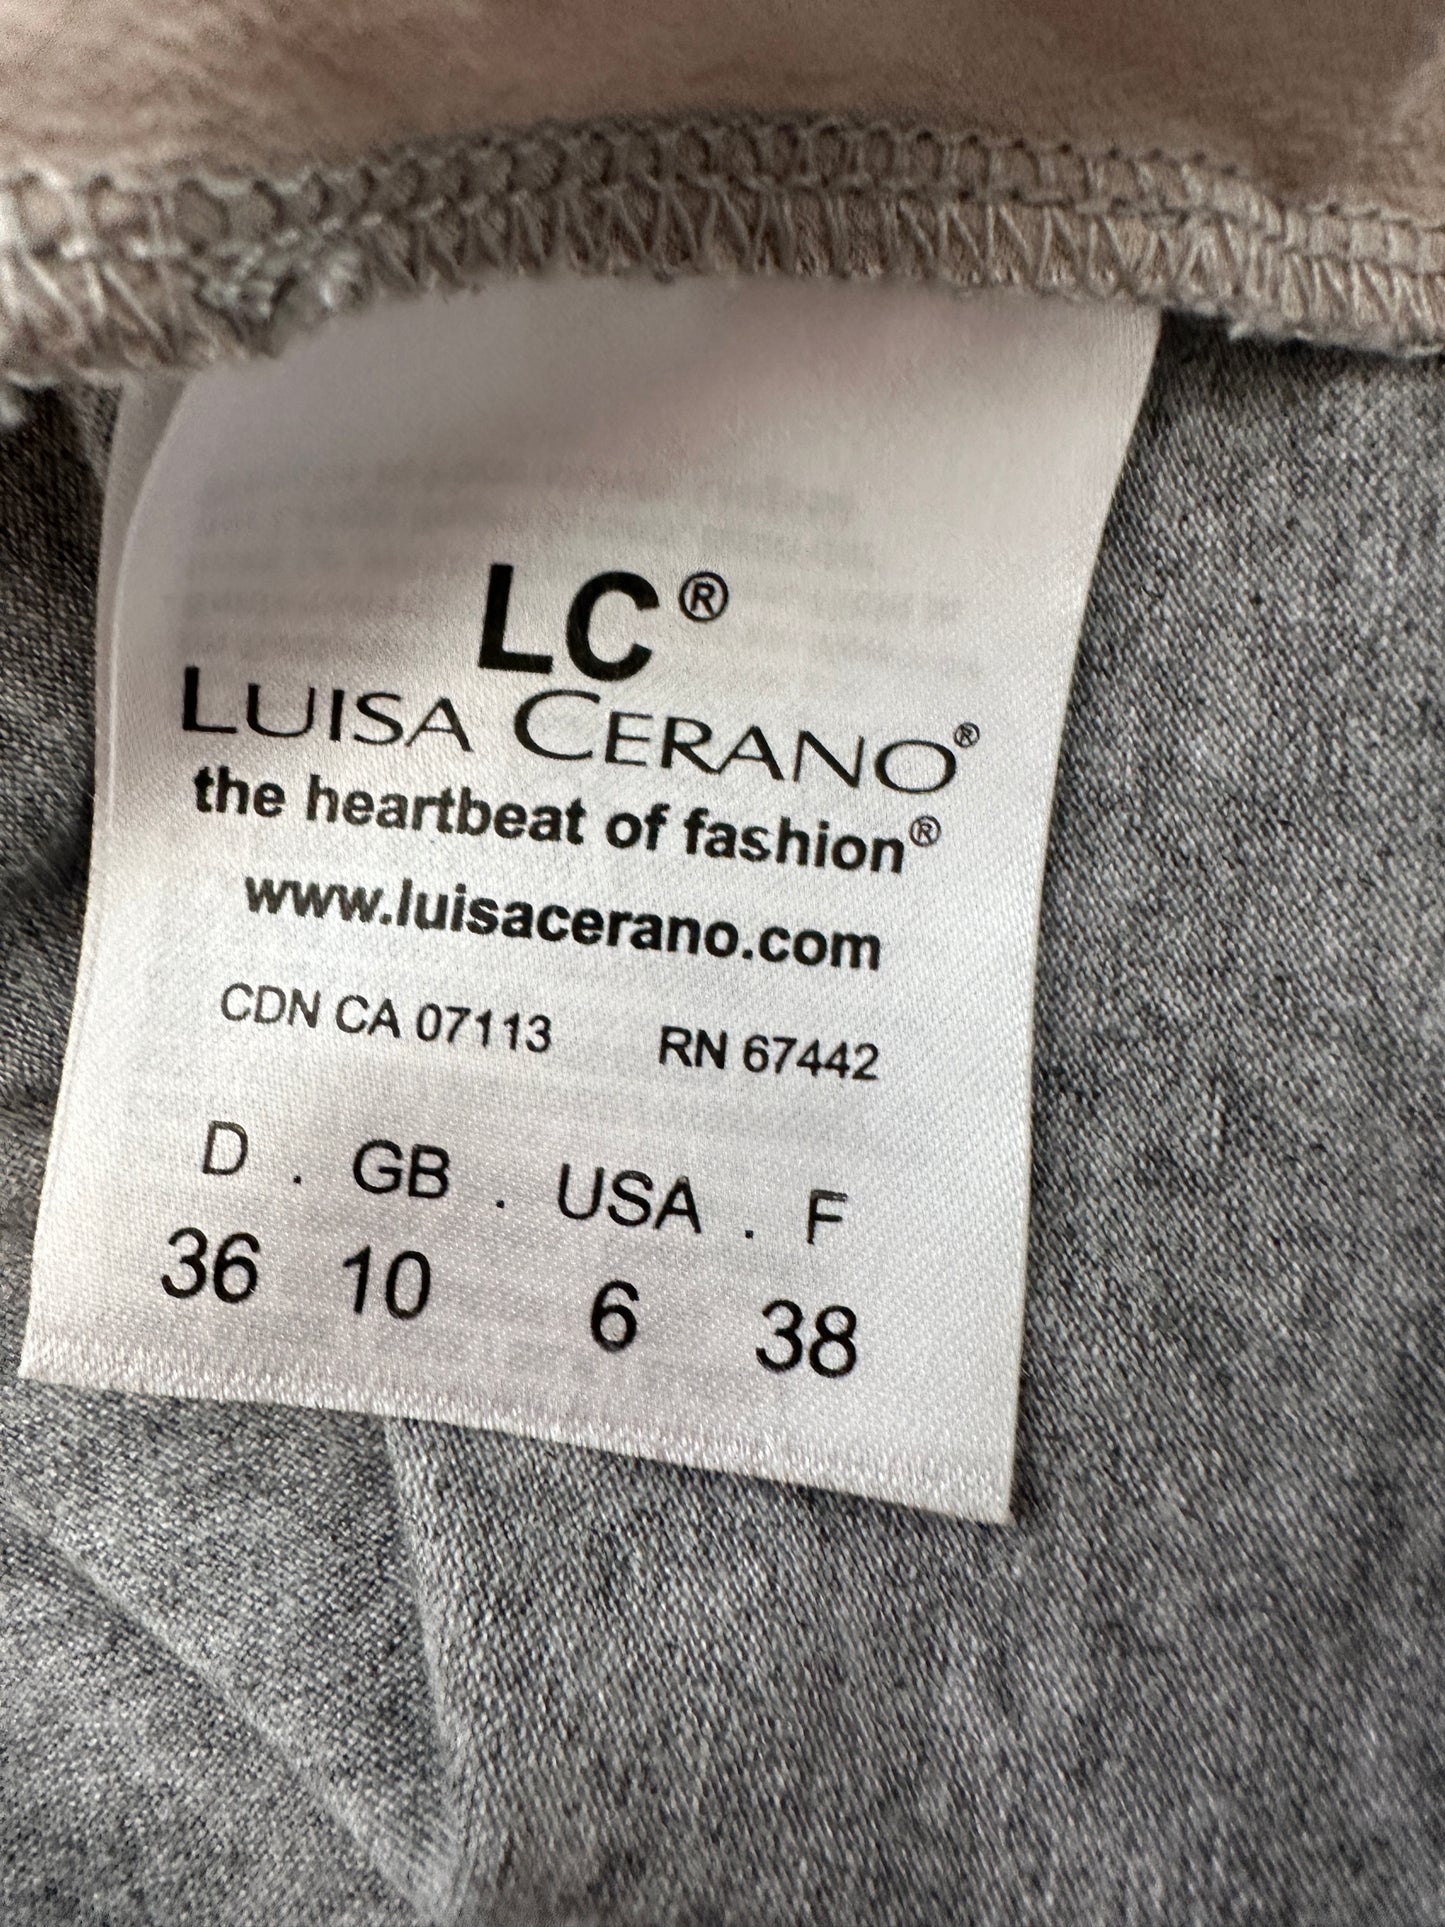 LC®
LUISA CERANO®
the heartbeat of fashion®
www.luisacerano.com
CDN CA 07113 RN 67442
D . GB . USA . F
36 10 6 38